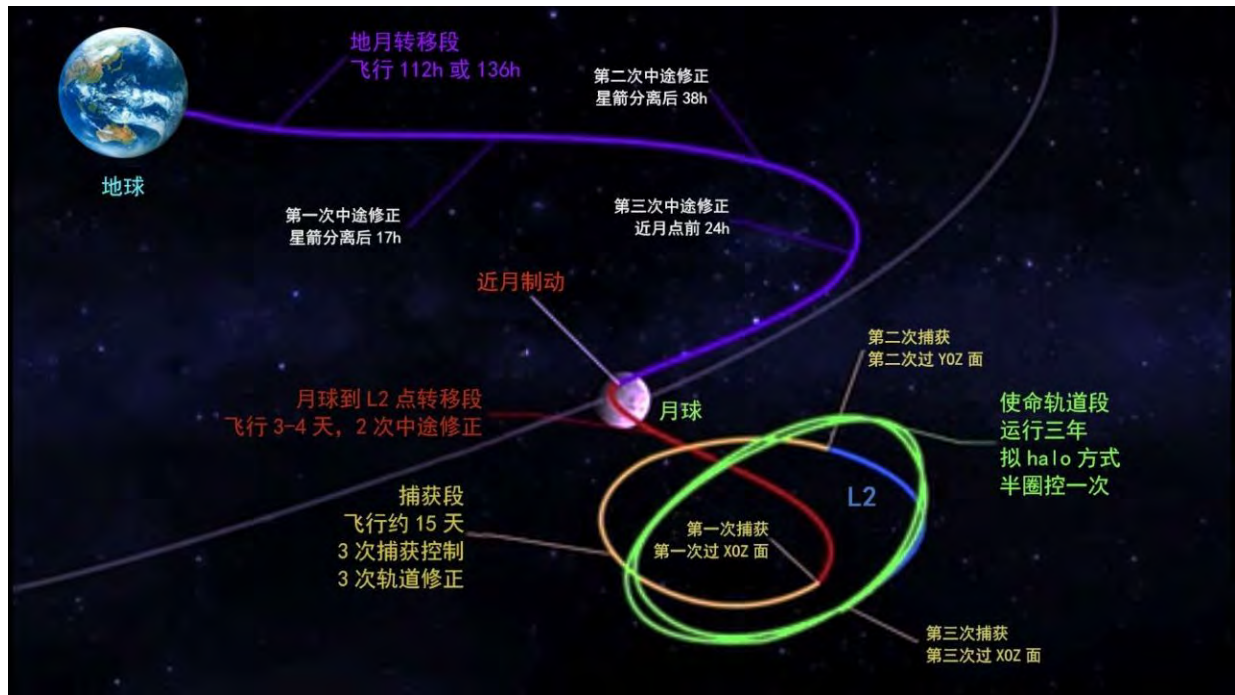 地月转移段
飞行 112h 或 136h
第二次中途修正
星箭分离后 38h
地球
第一次中途修正
星箭分离后 17h
第三次中途修正
近月点前 24h
近月制动
第二次捕获
第二次过 YOZ 面
月球到 L2 点转移段
飞行 3-4 天，2 次中途修正
月球
使命轨道段
运行三年
拟 halo 方式
半圈控一次
L2
捕获段
飞行约 15 天
3 次捕获控制
3 次轨道修正
第一次捕获
第一次过 XOZ 面
第三次捕获
第三次过 XOZ 面